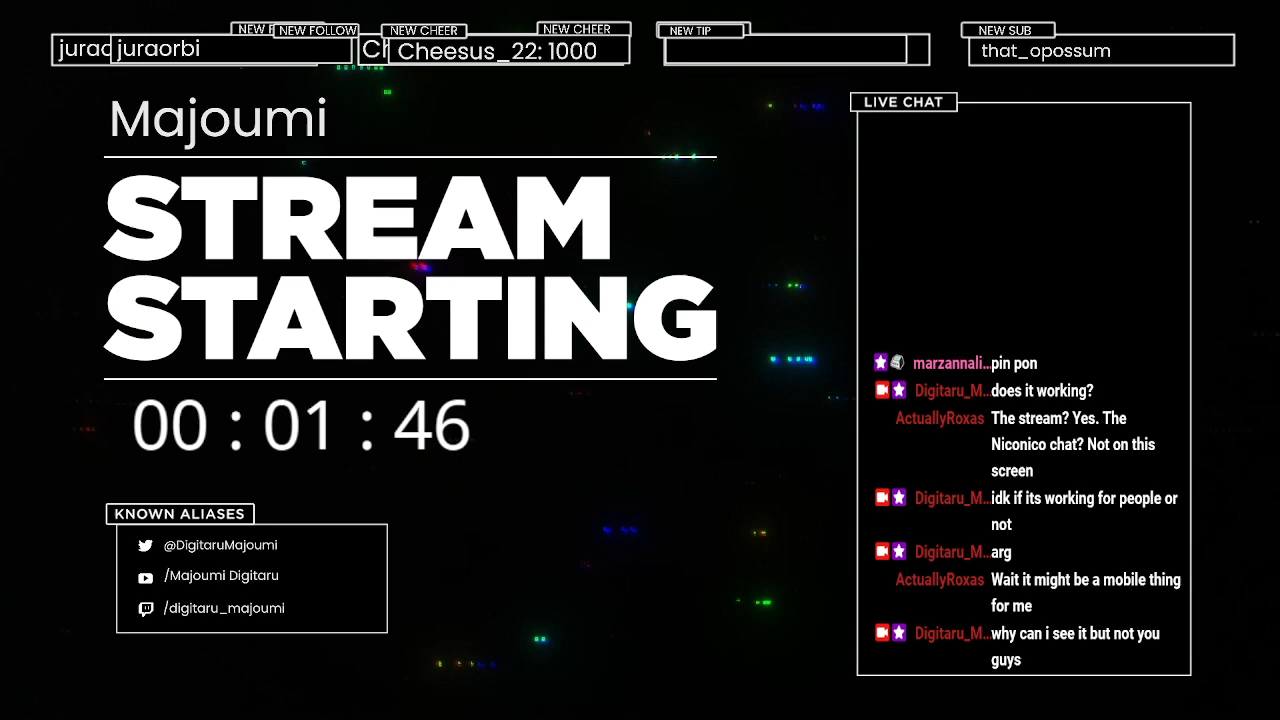 NEW FOLLOW
NEW CHEER
NEW CHEER
NEW TIP
NEW SUB
juraorbi
Cheesus_22: 1000
that_opossum
Majoumi
STREAM
STARTING
00 : 01 : 46
KNOWN ALIASES
@DigitaruMajoumi
/Majoumi Digitaru
/digitaru_majoumi
LIVE CHAT
marzannali... pin pon
Digitaru_M... does it working?
ActuallyRoxas The stream? Yes. The
Niconico chat? Not on this
screen
Digitaru_M... idk if its working for people or
not
Digitaru_M... arg
ActuallyRoxas Wait it might be a mobile thing
for me
Digitaru_M... why can i see it but not you
guys